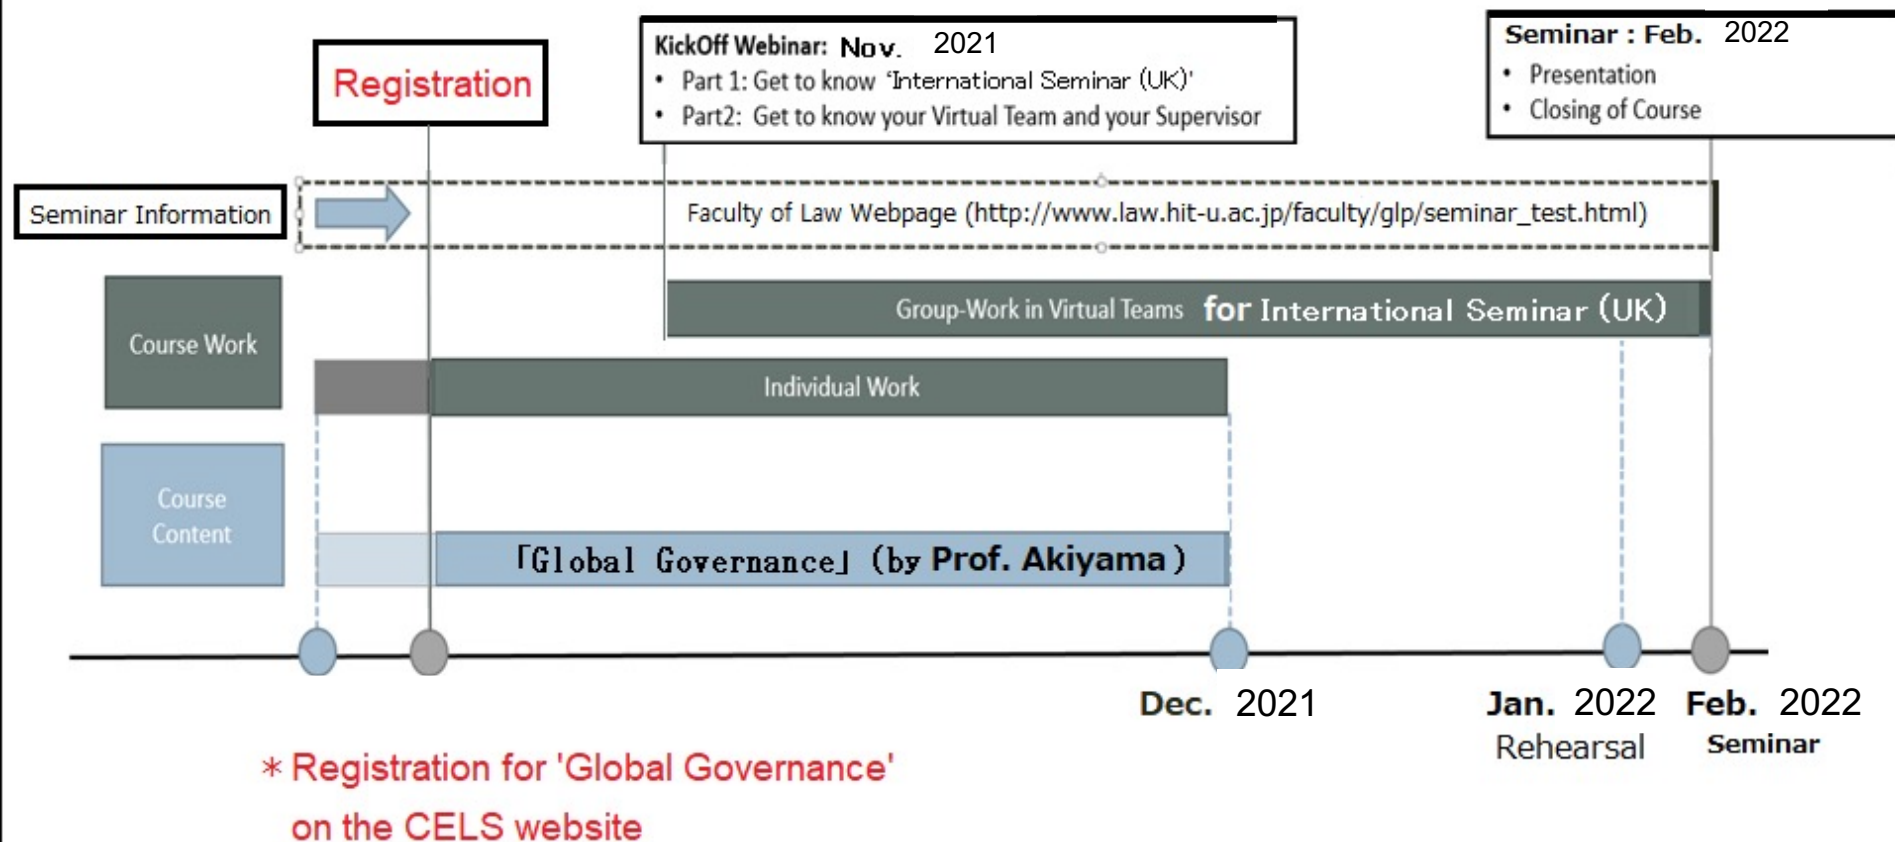 Registration
KickOff Webinar: Nov. 2021
• Part 1: Get to know ‘International Seminar (UK)’
• Part2: Get to know your Virtual Team and your Supervisor
Seminar : Feb. 2022
• Presentation
• Closing of Course
Seminar Information
Faculty of Law Webpage (http://www.law.hit-u.ac.jp/faculty/glp/seminar_test.html)
Course Work
Group-Work in Virtual Teams for International Seminar (UK)
Individual Work
Course
Content
「Global Governance」 (by Prof. Akiyama)
Dec. 2021
Jan. 2022
Rehearsal
Feb. 2022
Seminar
* Registration for 'Global Governance'
on the CELS website